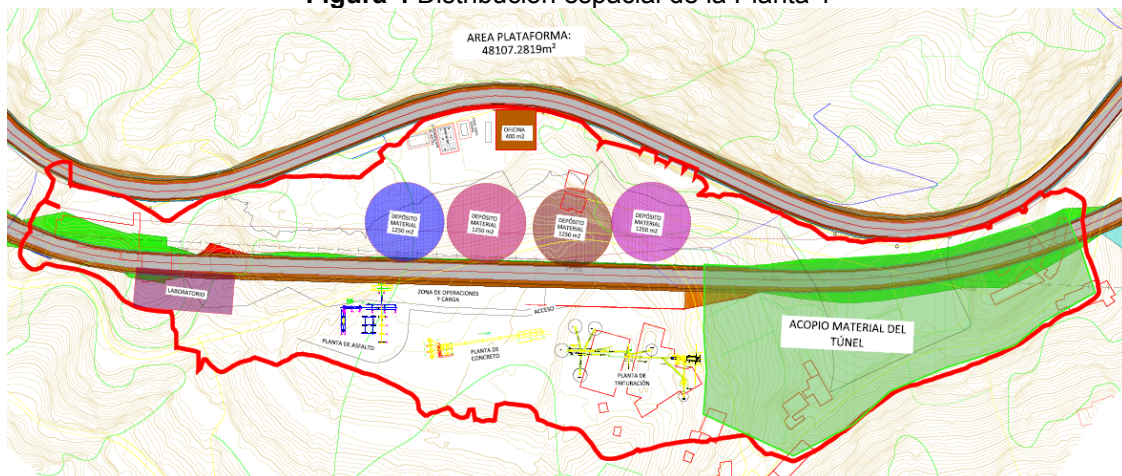 Figura 4 Distribución espacial de la Planta 4
AREA PLATAFORMA:
48107.2819m²
OFICINA
400 m2
DEPÓSITO
MATERIAL
1250 m2
DEPÓSITO
MATERIAL
1250 m2
DEPÓSITO
MATERIAL
1250 m2
DEPÓSITO
MATERIAL
1250 m2
LABORATORIO
ZONA DE OPERACIONES
Y CARGA
ACCESO
PLANTA DE ASFALTO
PLANTA DE
CONCRETO
PLANTA DE
TRITURACIÓN
ACOPIO MATERIAL DEL
TÚNEL